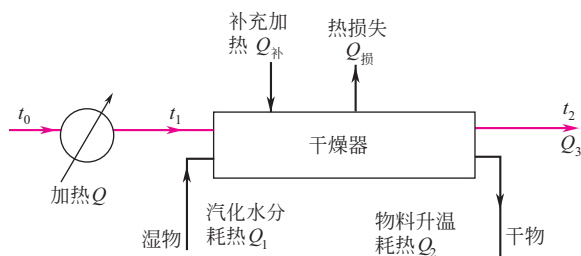 补充加
热 Q补
热损失
Q损
t0
t1
t2
干燥器
Q3
加热Q
汽化水分
耗热Q1
湿物
物料升温
耗热Q2
干物